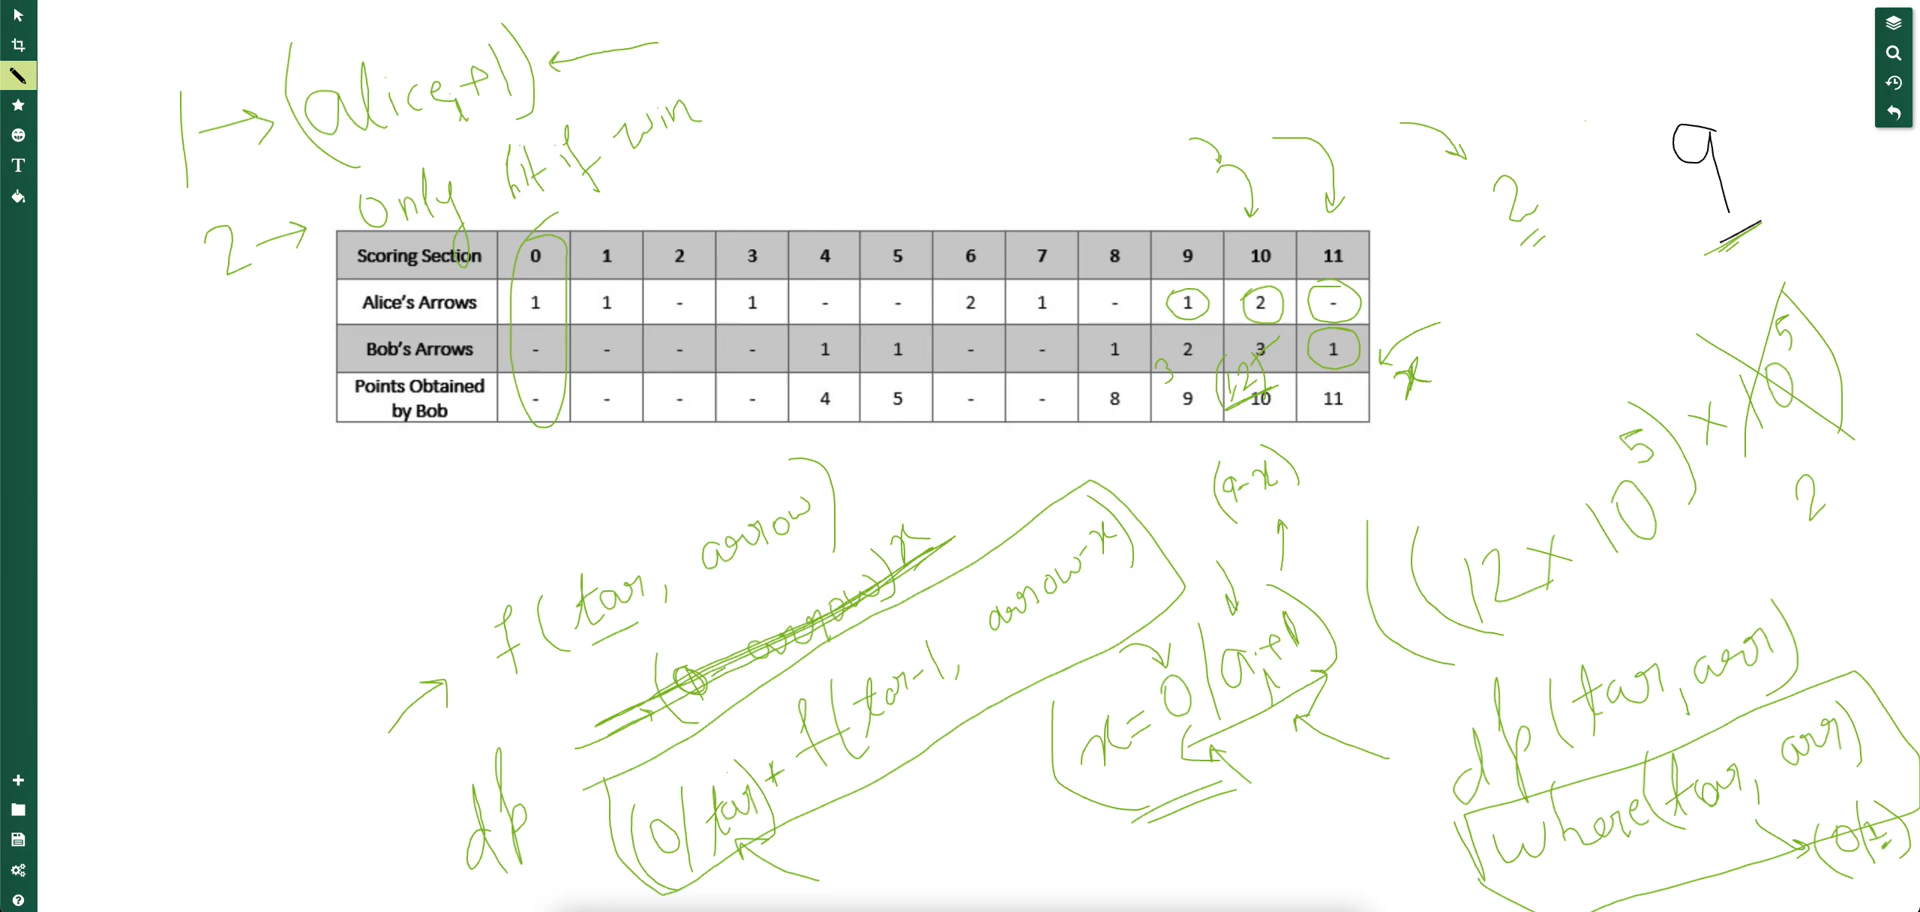 1 → (alice_i+1) ←
2 → only hit if win
2
9
Scoring Section 0 1 2 3 4 5 6 7 8 9 10 11
Alice's Arrows 1 1 - 1 - - 2 1 - 1 2 -
Bob's Arrows - - - - 1 1 - - 1 2 3 1
Points Obtained by Bob - - - - 4 5 - - 8 9 10 11
3
x
(9-x)
((12 x 10^5) x 10^5
2
f(tar, arrow)
(0/tar) + f(tar-1, arrow-x)
x = 0 | a_i+1
dp
dp(tar, arr)
where(tar, arr)
→ (0/1)
T